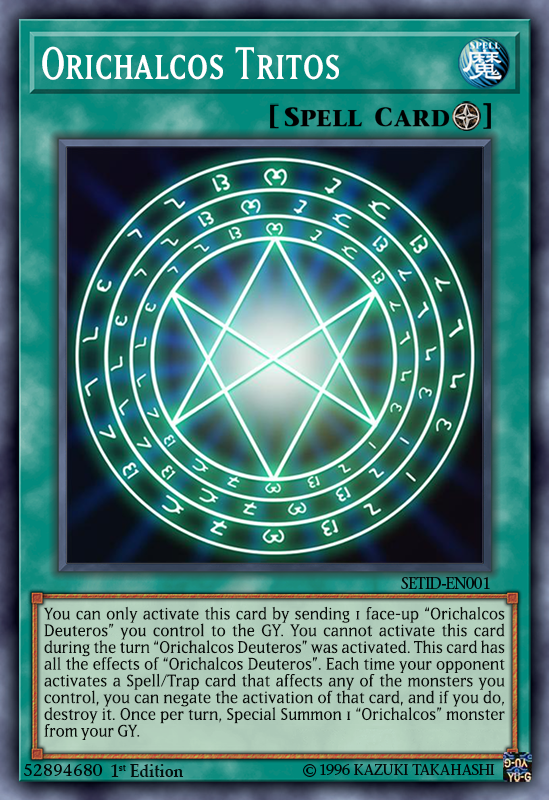 Orichalcos Tritos
SPELL
魔
[Spell Card]
SETID-EN001
You can only activate this card by sending 1 face-up “Orichalcos
Deuteros” you control to the GY. You cannot activate this card
during the turn “Orichalcos Deuteros” was activated. This card has
all the effects of “Orichalcos Deuteros”. Each time your opponent
activates a Spell/Trap card that affects any of the monsters you
control, you can negate the activation of that card, and if you do,
destroy it. Once per turn, Special Summon 1 “Orichalcos” monster
from your GY.
52894680 1st Edition © 1996 KAZUKI TAKAHASHI
YU-G